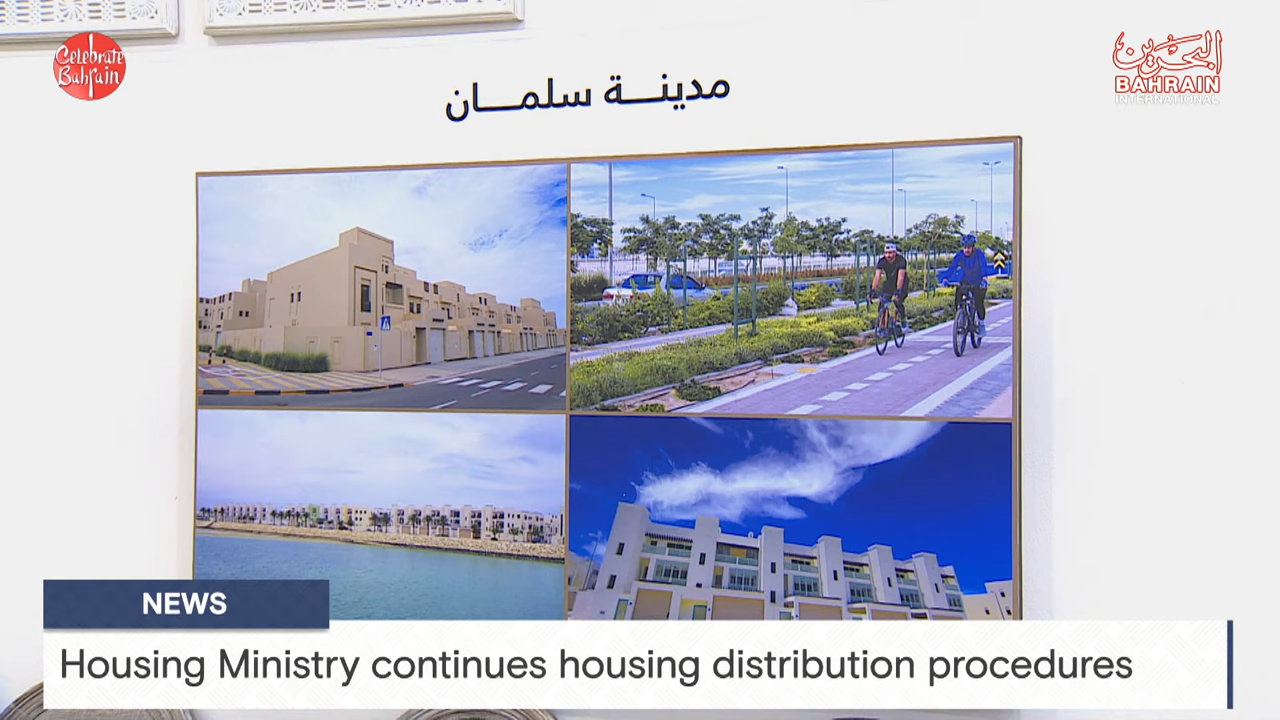 Celebrate
Bahrain
البحرين
BAHRAIN
INTERNATIONAL
مدينـــة سلمـــان
NEWS
Housing Ministry continues housing distribution procedures